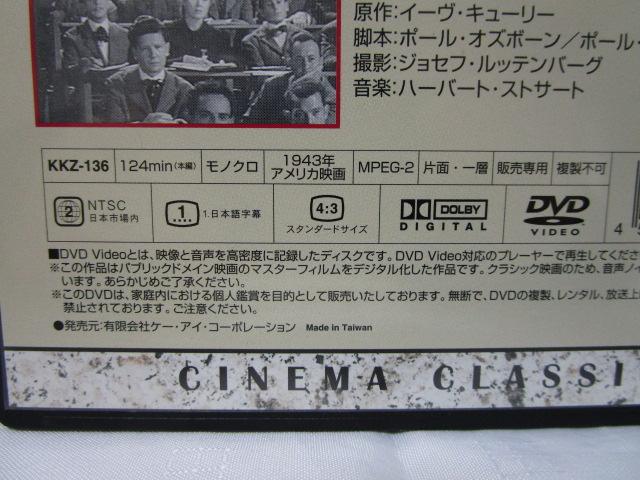 原作:イーヴ・キューリー
脚本:ポール・オズボーン/ポール・
撮影:ジョセフ・ルッテンバーグ
音楽:ハーバート・ストサート
KKZ-136 124min(本編) モノクロ 1943年アメリカ映画 MPEG-2 片面・一層 販売専用 複製不可
2 NTSC 日本市場内 1.... 1.日本語字幕 4:3 スタンダードサイズ DOLBY DIGITAL DVD VIDEO 4
■DVD Videoとは、映像と音声を高密度に記録したディスクです。DVD Video対応のプレーヤーで再生してくださ
※この作品はパブリックドメイン映画のマスターフィルムをデジタル化した作品です。クラシック映画のため、音声ノイ
います。あらかじめご了承ください。
※このDVDは、家庭内における個人鑑賞を目的として販売いたしております。無断で、DVDの複製、レンタル、放送上
禁止されております。ご注意ください。
●発売元:有限会社ケー・アイ・コーポレーション Made in Taiwan
CINEMA CLASSI